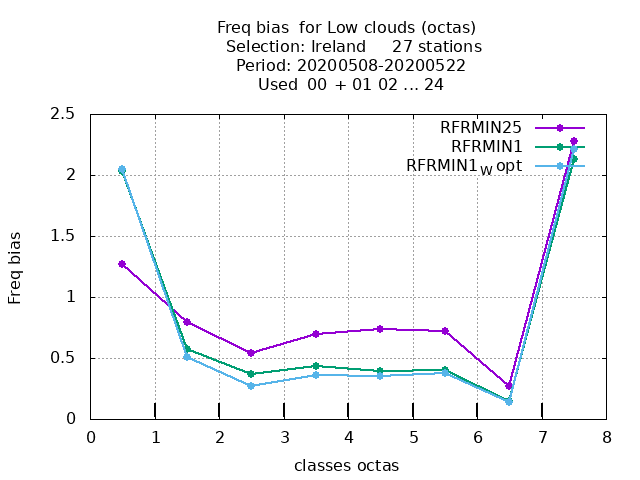 Freq bias  for Low clouds (octas)
Selection: Ireland     27 stations
Period: 20200508-20200522
Used  00  + 01 02 ... 24
RFRMIN25
RFRMIN1
RFRMIN1W opt
Freq bias
2.5
2
1.5
1
0.5
0
0 1 2 3 4 5 6 7 8
classes octas